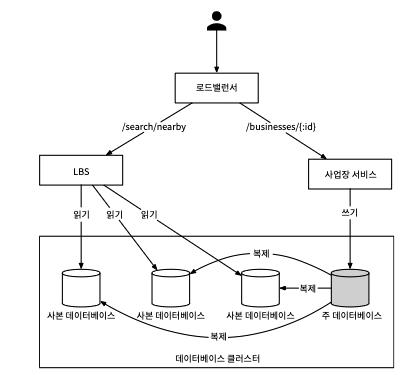 로드밸런서
/search/nearby
/businesses/{:id}
LBS
사업장 서비스
읽기
읽기
읽기
쓰기
복제
복제
사본 데이터베이스
사본 데이터베이스
사본 데이터베이스
주 데이터베이스
복제
데이터베이스 클러스터